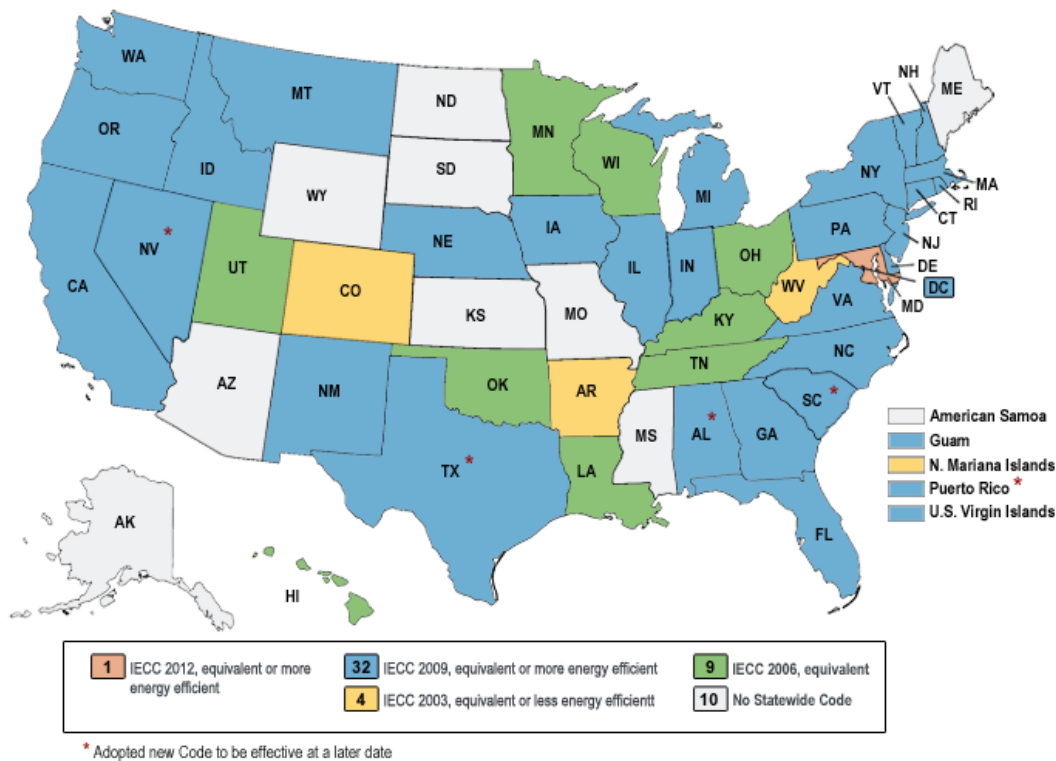 WA
MT
ND
MN
VT
NH
ME
OR
ID
SD
WI
NY
MA
WY
MI
RI
CT
NV *
NE
IA
PA
NJ
CA
UT
CO
IL
IN
OH
DE
DC
MD
WV
VA
KS
MO
KY
AZ
NM
OK
AR
TN
NC
SC *
MS
AL *
GA
TX *
LA
FL
AK
HI
American Samoa
Guam
N. Mariana Islands
Puerto Rico *
U.S. Virgin Islands
1 IECC 2012, equivalent or more
energy efficient
32 IECC 2009, equivalent or more energy efficient
4 IECC 2003, equivalent or less energy efficientt
9 IECC 2006, equivalent
10 No Statewide Code
* Adopted new Code to be effective at a later date